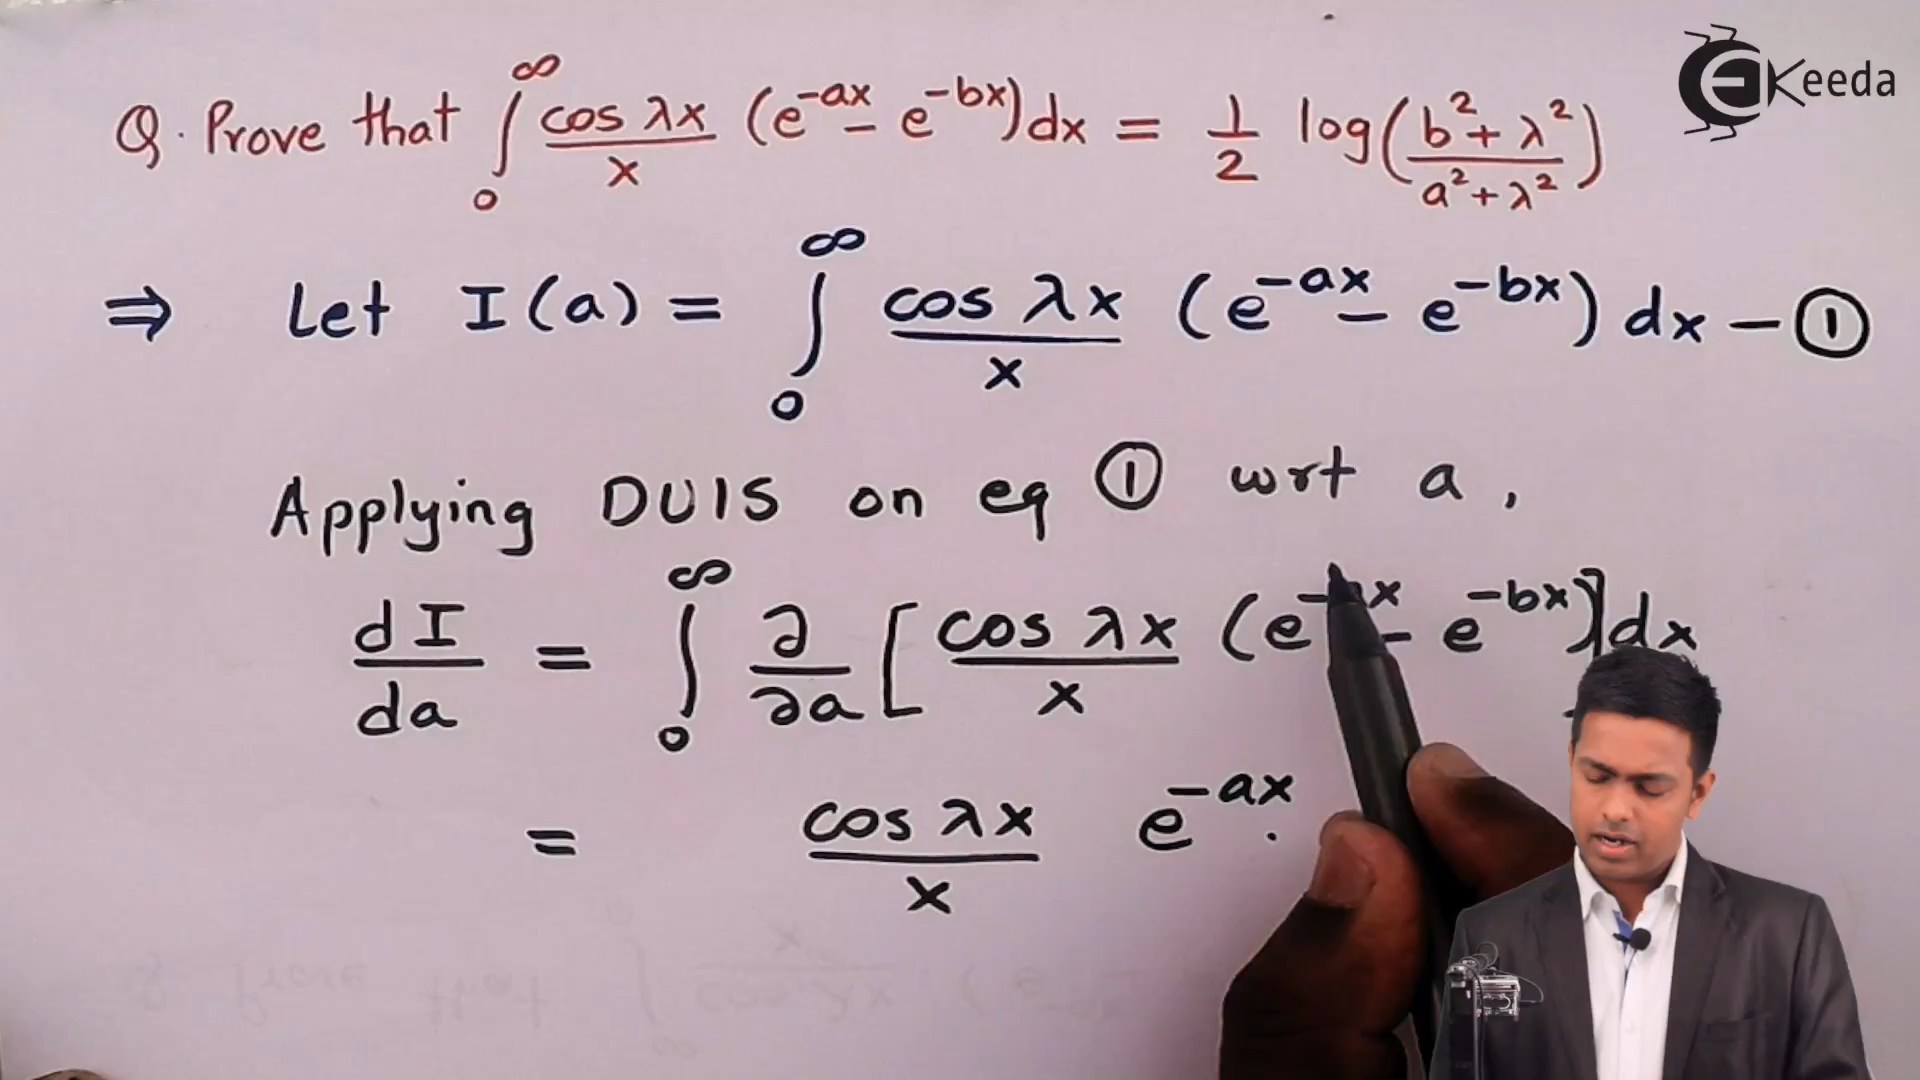 EKeeda
Q. Prove that ∫₀^∞ cos λx / x (e^-ax − e^-bx) dx = 1/2 log((b² + λ²)/(a² + λ²))
⇒ Let I(a) = ∫₀^∞ cos λx / x (e^-ax − e^-bx) dx — ①
Applying DUIS on eq ① wrt a,
dI/da = ∫₀^∞ ∂/∂a [cos λx / x (e^-ax − e^-bx)] dx
= cos λx / x e^-ax .